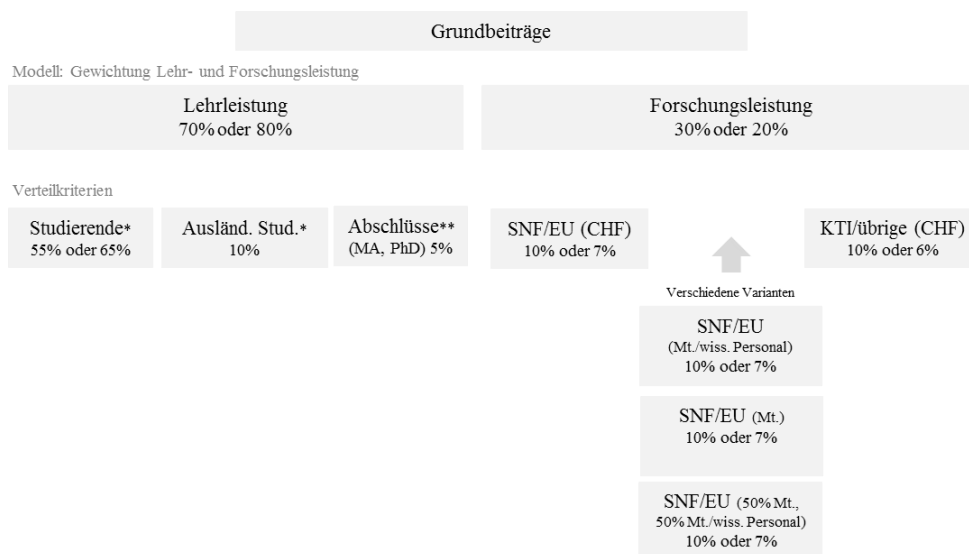 Grundbeiträge
Modell: Gewichtung Lehr- und Forschungsleistung
Lehrleistung
70% oder 80%
Forschungsleistung
30% oder 20%
Verteilkriterien
Studierende*
55% oder 65%
Ausländ. Stud.*
10%
Abschlüsse**
(MA, PhD) 5%
SNF/EU (CHF)
10% oder 7%
KTI/übrige (CHF)
10% oder 6%
Verschiedene Varianten
SNF/EU
(Mt./wiss. Personal)
10% oder 7%
SNF/EU (Mt.)
10% oder 7%
SNF/EU (50% Mt.,
50% Mt./wiss. Personal)
10% oder 7%